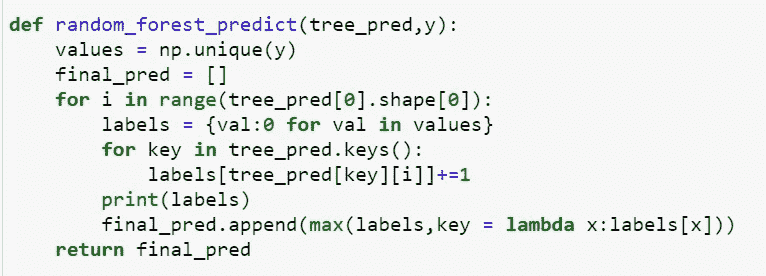 def random_forest_predict(tree_pred,y):
    values = np.unique(y)
    final_pred = []
    for i in range(tree_pred[0].shape[0]):
        labels = {val:0 for val in values}
        for key in tree_pred.keys():
            labels[tree_pred[key][i]]+=1
        print(labels)
        final_pred.append(max(labels,key = lambda x:labels[x]))
    return final_pred